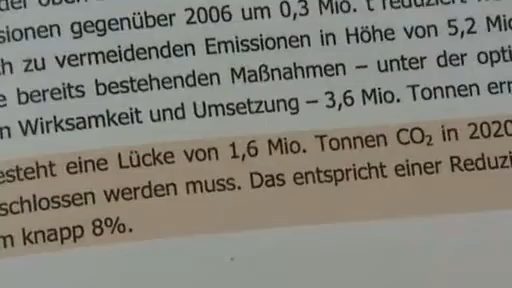 sionen gegenüber 2006 um 0,3 Mio. t reduziert
h zu vermeidenden Emissionen in Höhe von 5,2 Mio
e bereits bestehenden Maßnahmen – unter der opti
n Wirksamkeit und Umsetzung – 3,6 Mio. Tonnen err
esteht eine Lücke von 1,6 Mio. Tonnen CO₂ in 2020
schlossen werden muss. Das entspricht einer Reduzi
m knapp 8%.